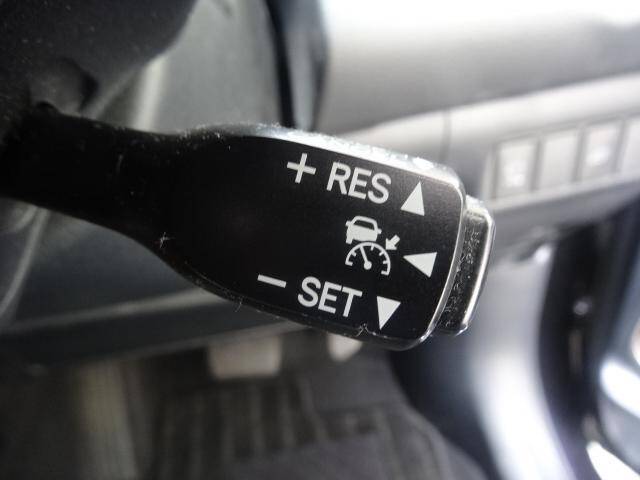 + RES
- SET